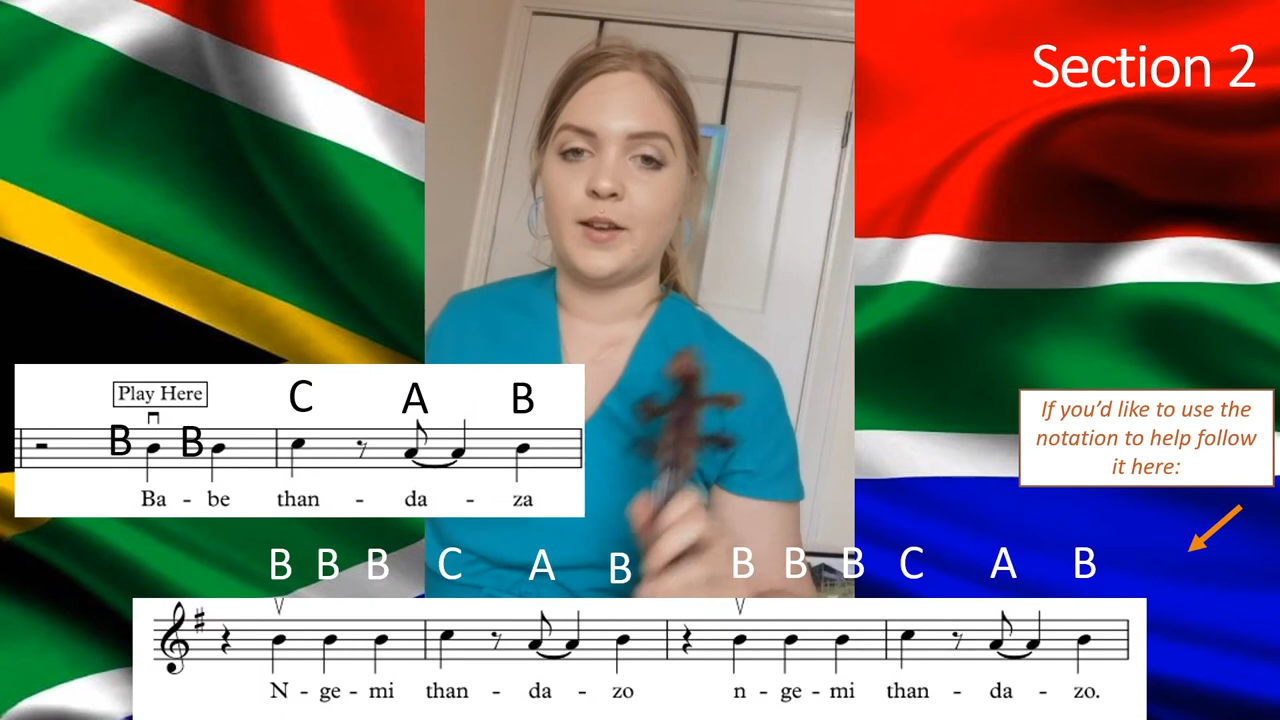 Section 2
Play Here
C A B
B B
Ba - be than - da - za
If you'd like to use the
notation to help follow
it here:
B B B C A B B B B C A B
N - ge - mi than - da - zo n - ge - mi than - da - zo.